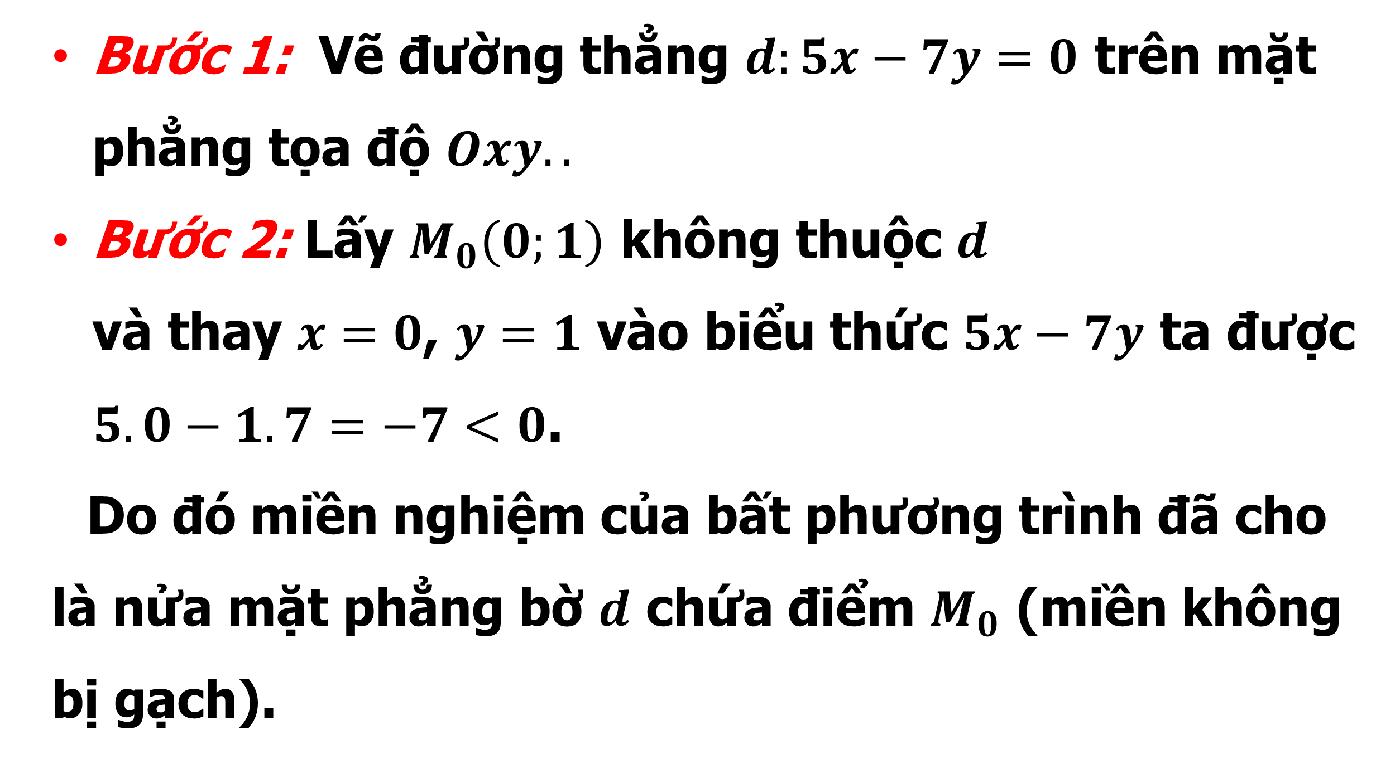 • Bước 1: Vẽ đường thẳng d: 5x − 7y = 0 trên mặt
phẳng tọa độ Oxy..
• Bước 2: Lấy M₀(0; 1) không thuộc d
và thay x = 0, y = 1 vào biểu thức 5x − 7y ta được
5.0 − 1.7 = −7 < 0.
Do đó miền nghiệm của bất phương trình đã cho
là nửa mặt phẳng bờ d chứa điểm M₀ (miền không
bị gạch).